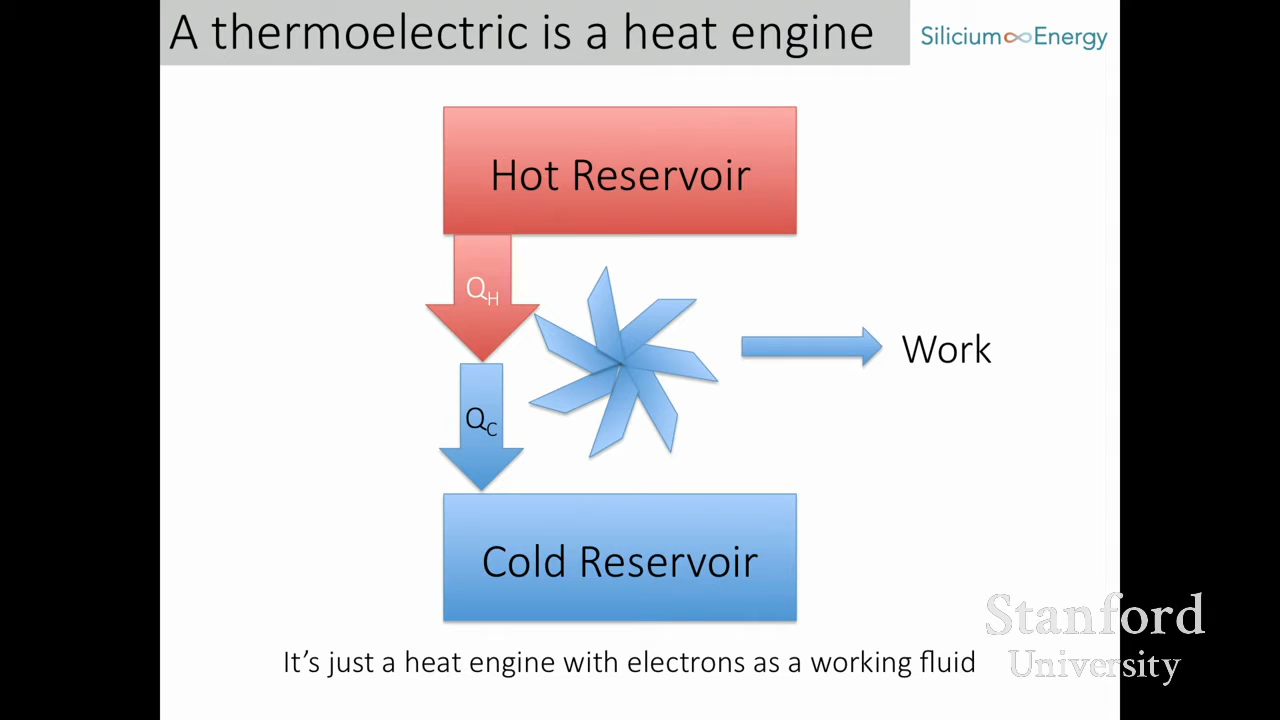 A thermoelectric is a heat engine
Silicium∞Energy
Hot Reservoir
QH
Work
QC
Cold Reservoir
It's just a heat engine with electrons as a working fluid
Stanford
University